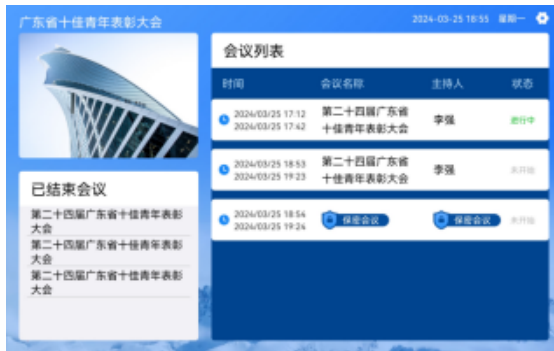 广东省十佳青年表彰大会
2024-03-25 18:55 星期一
会议列表
时间 会议名称 主持人 状态
2024/03/25 17:12
2024/03/25 17:42
第二十四届广东省
十佳青年表彰大会
李强
进行中
2024/03/25 18:53
2024/03/25 19:23
第二十四届广东省
十佳青年表彰大会
李强
未开始
2024/03/25 18:54
2024/03/25 19:24
保密会议
保密会议
未开始
已结束会议
第二十四届广东省十佳青年表彰
大会
第二十四届广东省十佳青年表彰
大会
第二十四届广东省十佳青年表彰
大会